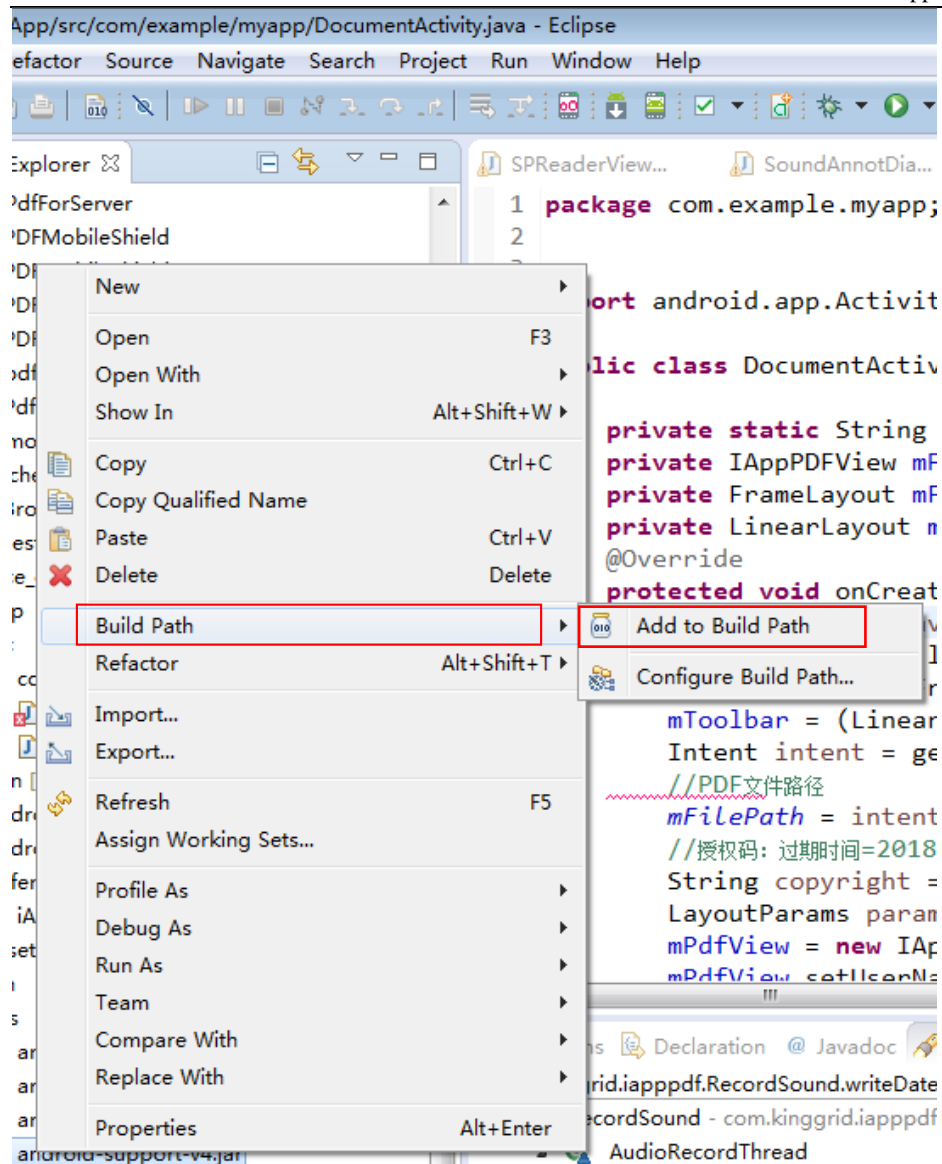 App/src/com/example/myapp/DocumentActivity.java - Eclipse
efactor Source Navigate Search Project Run Window Help
Explorer
SPReaderView...
SoundAnnotDia...
PdfForServer
PDFMobileShield
1 package com.example.myapp;
2
3
New
ort android.app.Activit
Open F3
Open With
lic class DocumentActiv
Show In Alt+Shift+W
private static String
Copy Ctrl+C
private IAppPDFView mP
Copy Qualified Name
private FrameLayout mF
Paste Ctrl+V
private LinearLayout m
@Override
Delete Delete
protected void onCreat
Build Path
Add to Build Path
Refactor Alt+Shift+T
Configure Build Path...
Import...
mToolbar = (Linear
Export...
Intent intent = ge
//PDF文件路径
Refresh F5
mFilePath = intent
Assign Working Sets...
//授权码：过期时间=2018
String copyright =
Profile As
LayoutParams param
Debug As
mPdfView = new IAp
Run As
mPdfView.setUserNa
Team
Compare With
ns Declaration @ Javadoc
Replace With
rid.iapppdf.RecordSound.writeDate
Properties Alt+Enter
ecordSound - com.kinggrid.iapppdf
android-support-v4.jar
AudioRecordThread